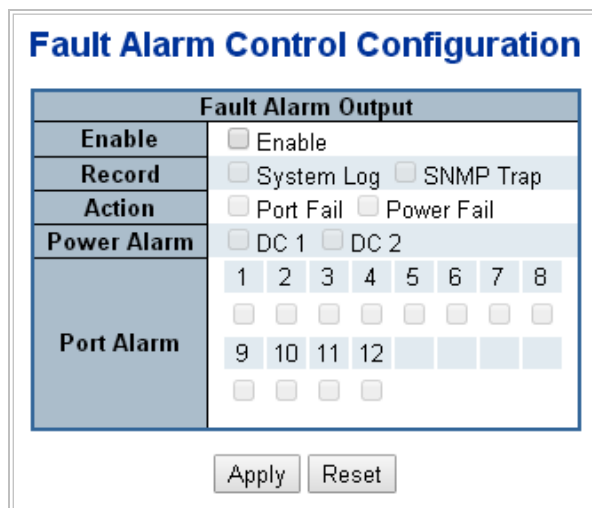 Fault Alarm Control Configuration
Fault Alarm Output
Enable Enable
Record System Log SNMP Trap
Action Port Fail Power Fail
Power Alarm DC 1 DC 2
Port Alarm
1 2 3 4 5 6 7 8
9 10 11 12
Apply Reset